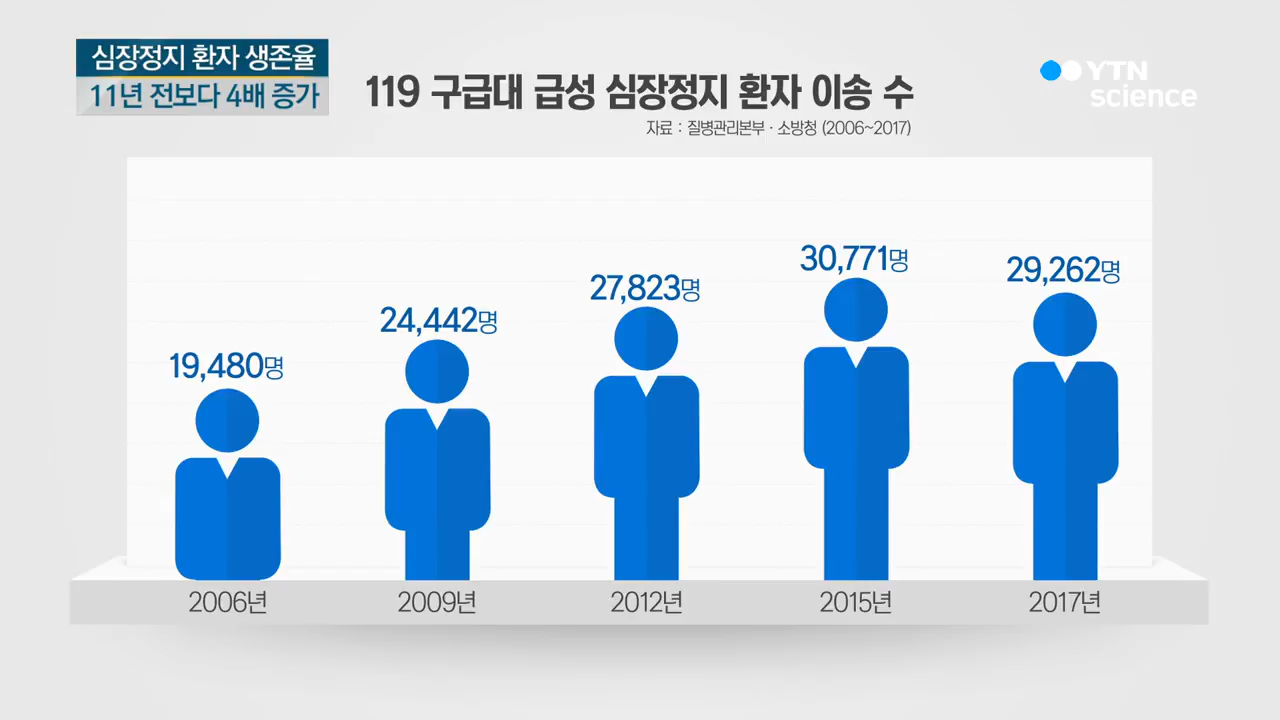 심장정지 환자 생존율
11년 전보다 4배 증가
119 구급대 급성 심장정지 환자 이송 수
자료 : 질병관리본부 · 소방청 (2006~2017)
YTN
science
19,480명
24,442명
27,823명
30,771명
29,262명
2006년
2009년
2012년
2015년
2017년